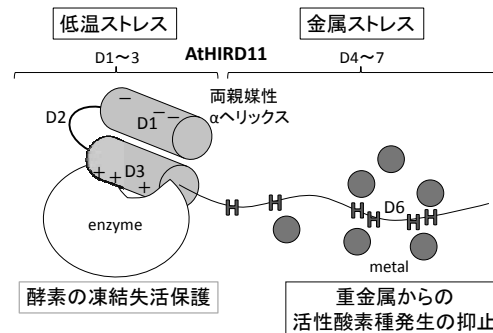 低温ストレス
金属ストレス
D1～3
AtHIRD11
D4～7
両親媒性
αヘリックス
D2
D1
D3
− − −
+ + +
enzyme
H H H H H H
D6
metal
酵素の凍結失活保護
重金属からの
活性酸素種発生の抑止